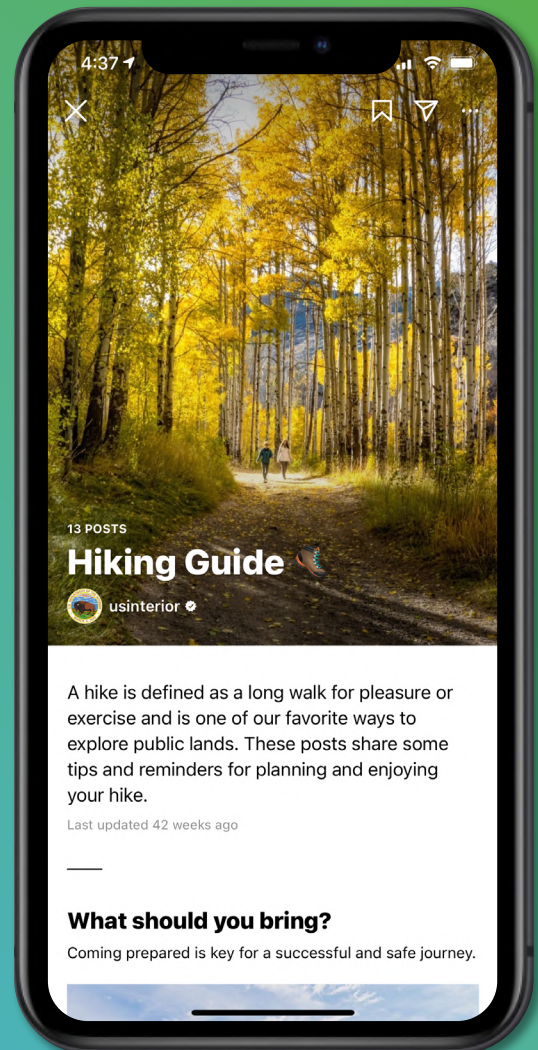 4:37
13 POSTS
Hiking Guide
usinterior
A hike is defined as a long walk for pleasure or
exercise and is one of our favorite ways to
explore public lands. These posts share some
tips and reminders for planning and enjoying
your hike.
Last updated 42 weeks ago
What should you bring?
Coming prepared is key for a successful and safe journey.